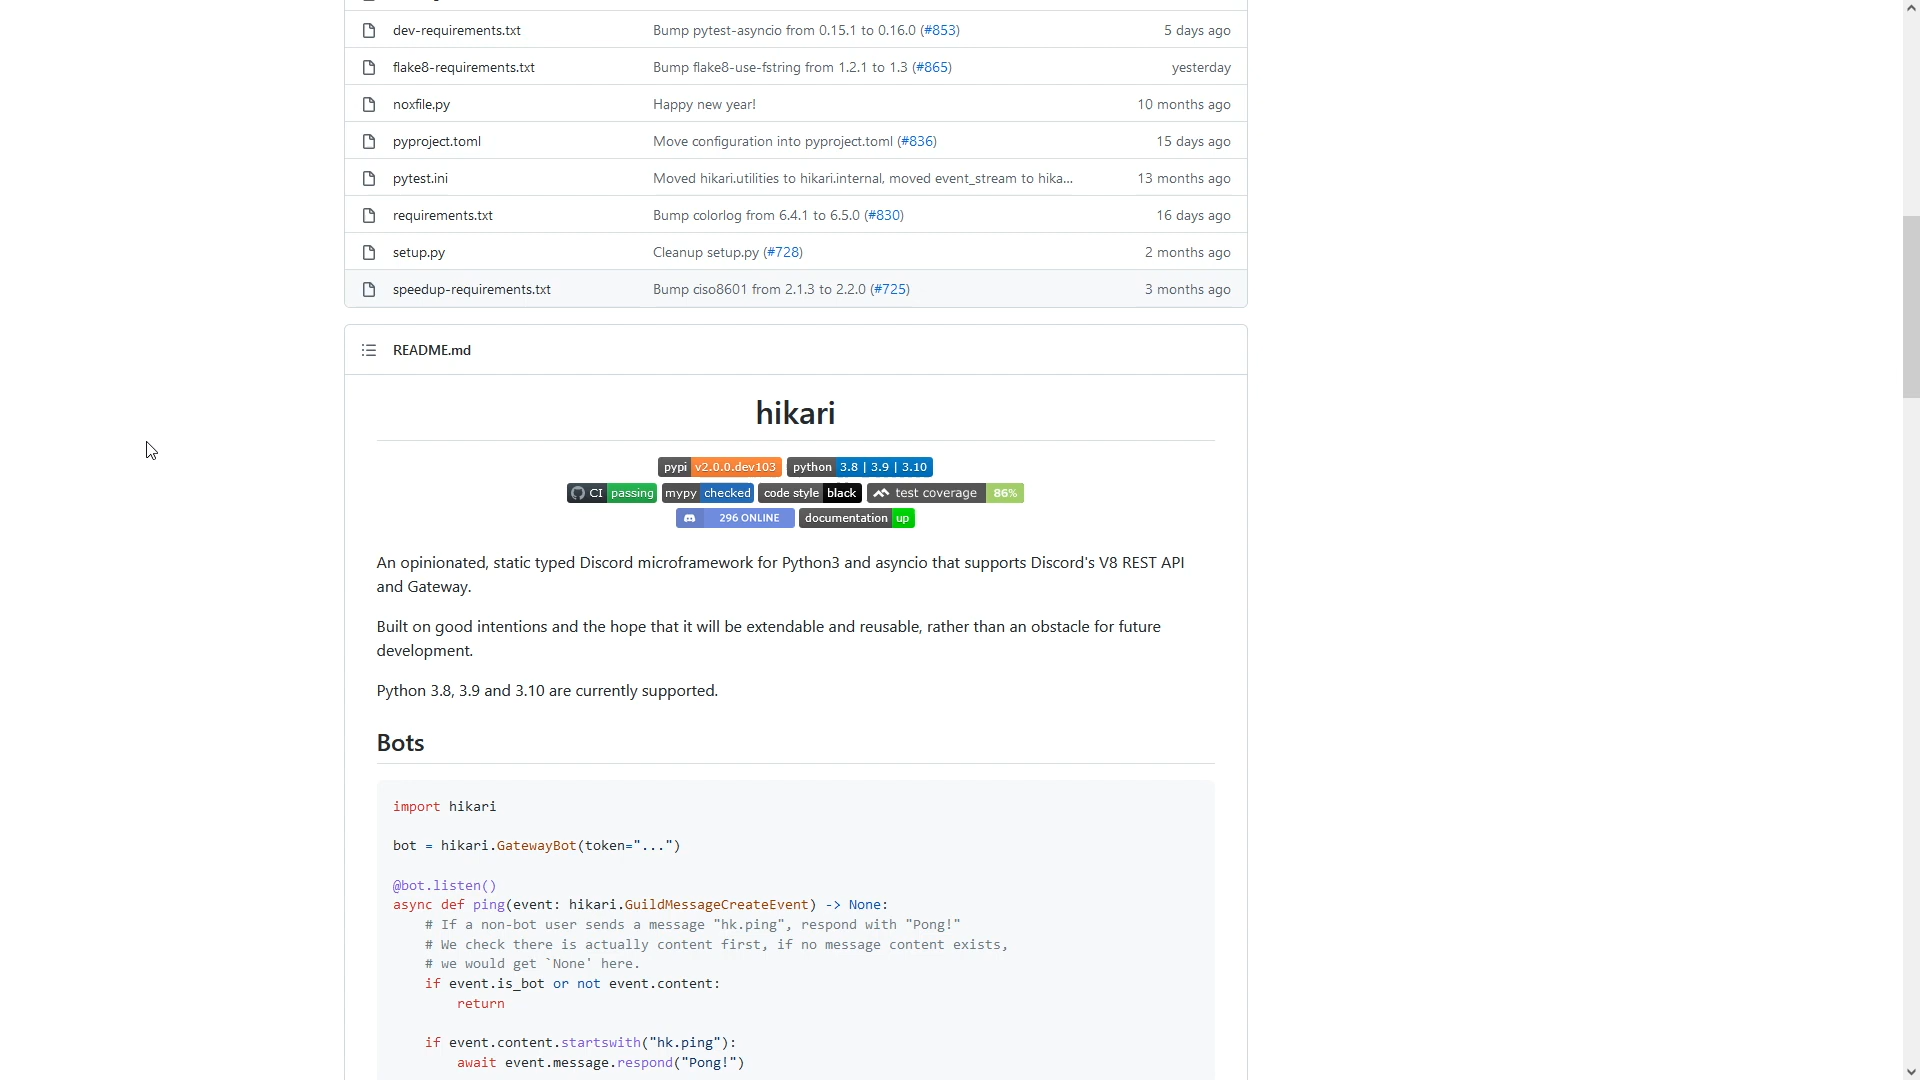 dev-requirements.txt Bump pytest-asyncio from 0.15.1 to 0.16.0 (#853) 5 days ago
flake8-requirements.txt Bump flake8-use-fstring from 1.2.1 to 1.3 (#865) yesterday
noxfile.py Happy new year! 10 months ago
pyproject.toml Move configuration into pyproject.toml (#836) 15 days ago
pytest.ini Moved hikari.utilities to hikari.internal, moved event_stream to hika... 13 months ago
requirements.txt Bump colorlog from 6.4.1 to 6.5.0 (#830) 16 days ago
setup.py Cleanup setup.py (#728) 2 months ago
speedup-requirements.txt Bump ciso8601 from 2.1.3 to 2.2.0 (#725) 3 months ago
README.md
hikari
pypi v2.0.0.dev103 python 3.8 | 3.9 | 3.10
CI passing mypy checked code style black test coverage 86%
296 ONLINE documentation up
An opinionated, static typed Discord microframework for Python3 and asyncio that supports Discord's V8 REST API
and Gateway.
Built on good intentions and the hope that it will be extendable and reusable, rather than an obstacle for future
development.
Python 3.8, 3.9 and 3.10 are currently supported.
Bots
import hikari
bot = hikari.GatewayBot(token="...")
@bot.listen()
async def ping(event: hikari.GuildMessageCreateEvent) -> None:
    # If a non-bot user sends a message "hk.ping", respond with "Pong!"
    # We check there is actually content first, if no message content exists,
    # we would get `None' here.
    if event.is_bot or not event.content:
        return
    if event.content.startswith("hk.ping"):
        await event.message.respond("Pong!")